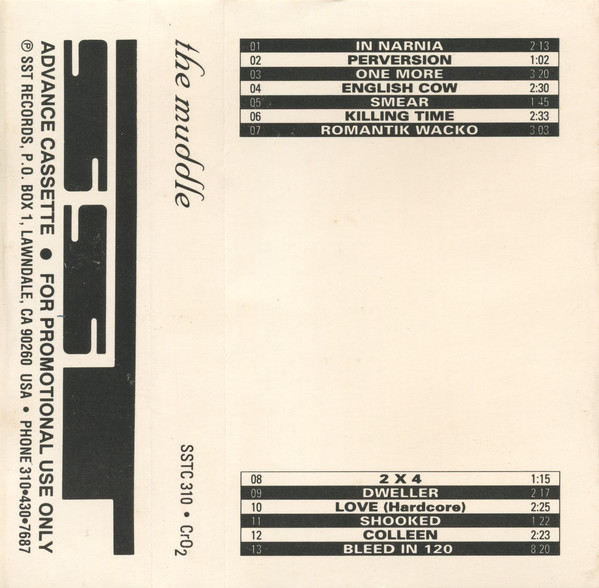 ADVANCE CASSETTE • FOR PROMOTIONAL USE ONLY
℗ SST RECORDS, P.O. BOX 1, LAWNDALE, CA 90260 USA • PHONE 310•430•7687
SST
the muddle
SSTC 310 • CrO₂
01 IN NARNIA 2:13
02 PERVERSION 1:02
03 ONE MORE 3:20
04 ENGLISH COW 2:30
05 SMEAR 1:45
06 KILLING TIME 2:33
07 ROMANTIK WACKO 3:03
08 2 X 4 1:15
09 DWELLER 2:17
10 LOVE (Hardcore) 2:25
11 SHOOKED 1:22
12 COLLEEN 2:23
13 BLEED IN 120 8:20